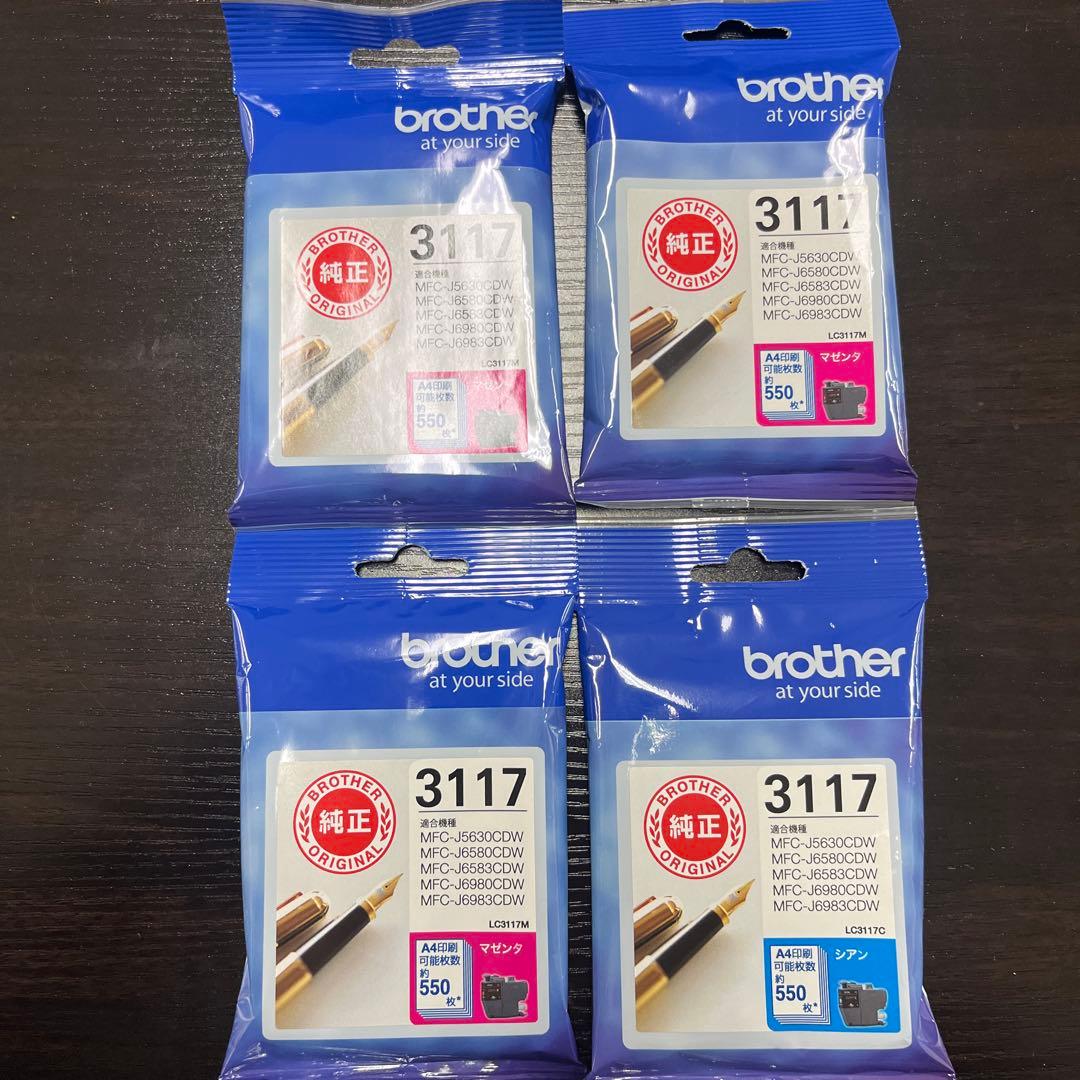 brother
at your side
BROTHER
純正
ORIGINAL
3117
適合機種
MFC-J5630CDW
MFC-J6580CDW
MFC-J6583CDW
MFC-J6980CDW
MFC-J6983CDW
LC3117M
A4印刷
可能枚数
約
550
枚*
マゼンタ
brother
at your side
BROTHER
純正
ORIGINAL
3117
適合機種
MFC-J5630CDW
MFC-J6580CDW
MFC-J6583CDW
MFC-J6980CDW
MFC-J6983CDW
LC3117M
A4印刷
可能枚数
約
550
枚*
マゼンタ
brother
at your side
BROTHER
純正
ORIGINAL
3117
適合機種
MFC-J5630CDW
MFC-J6580CDW
MFC-J6583CDW
MFC-J6980CDW
MFC-J6983CDW
LC3117M
A4印刷
可能枚数
約
550
枚*
マゼンタ
brother
at your side
BROTHER
純正
ORIGINAL
3117
適合機種
MFC-J5630CDW
MFC-J6580CDW
MFC-J6583CDW
MFC-J6980CDW
MFC-J6983CDW
LC3117C
A4印刷
可能枚数
約
550
枚*
シアン